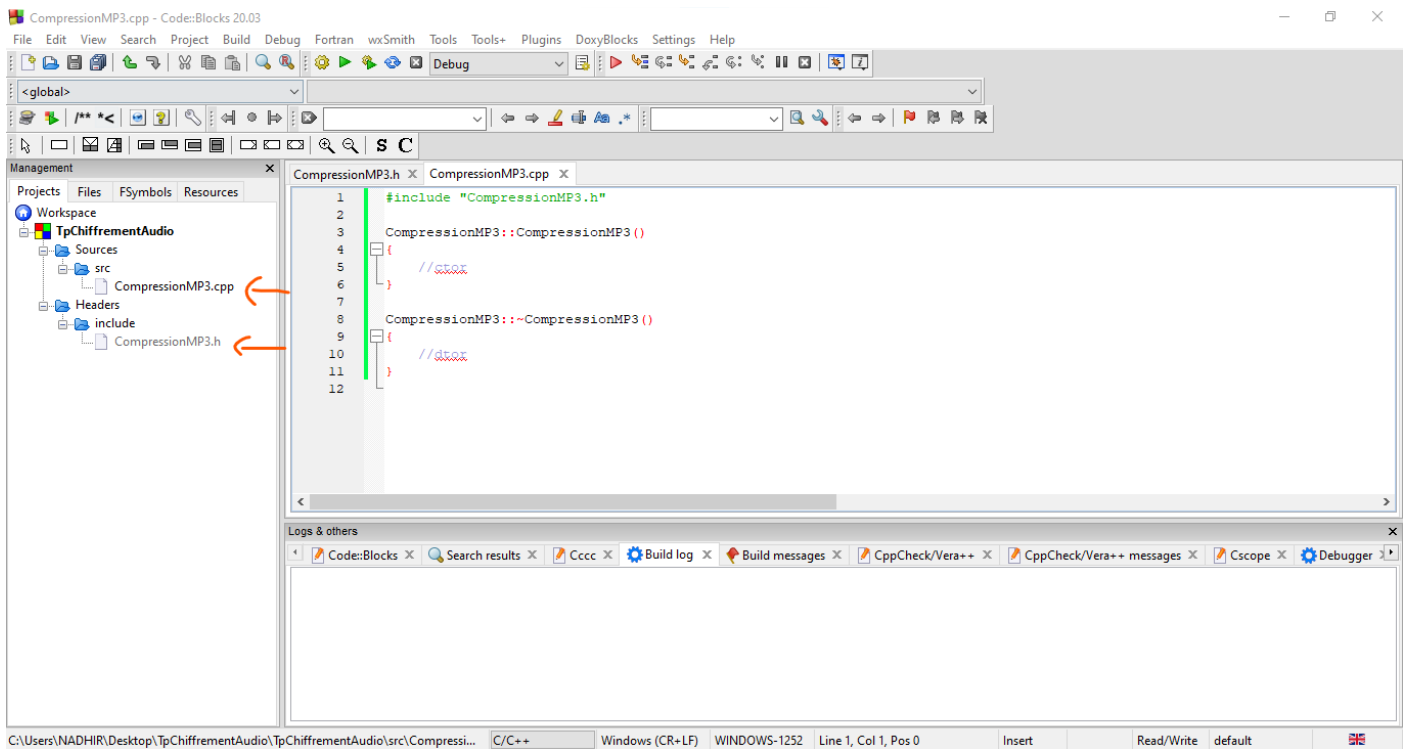 CompressionMP3.cpp - Code::Blocks 20.03
File Edit View Search Project Build Debug Fortran wxSmith Tools Tools+ Plugins DoxyBlocks Settings Help
Debug
<global>
/** *<
Aa .*
S C
Management
Projects Files FSymbols Resources
Workspace
TpChiffrementAudio
Sources
src
CompressionMP3.cpp
Headers
include
CompressionMP3.h
CompressionMP3.h CompressionMP3.cpp
1 #include "CompressionMP3.h"
2
3 CompressionMP3::CompressionMP3()
4 {
5 //ctor
6 }
7
8 CompressionMP3::~CompressionMP3()
9 {
10 //dtor
11 }
12
Logs & others
Code::Blocks Search results Cccc Build log Build messages CppCheck/Vera++ CppCheck/Vera++ messages Cscope Debugger
C:\Users\NADHIR\Desktop\TpChiffrementAudio\TpChiffrementAudio\src\Compressi... C/C++ Windows (CR+LF) WINDOWS-1252 Line 1, Col 1, Pos 0 Insert Read/Write default